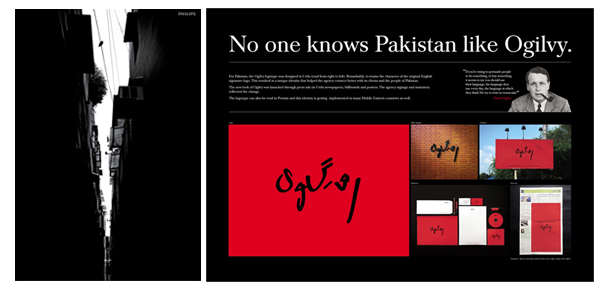 PHILIPS
No one knows Pakistan like Ogilvy.
For Pakistan, the Ogilvy logotype was designed in Urdu (read from right to left). Remarkably, it retains the character of the original English
signature logo. This resulted in a unique identity that helped the agency connect better with its clients and the people of Pakistan.
The new look of Ogilvy was launched through press ads (in Urdu newspapers), billboards and posters. The agency signage and stationery
reflected the change.
The logotype can also be read in Persian and this identity is getting implemented in many Middle Eastern countries as well.
"If you're trying to persuade people
to do something, or buy something
it seems to me you should use
their language, the language they
use every day, the language in which
they think. We try to write in vernacular."
اوگلوی
اوگلوی
اوگلوی
اوگلوی